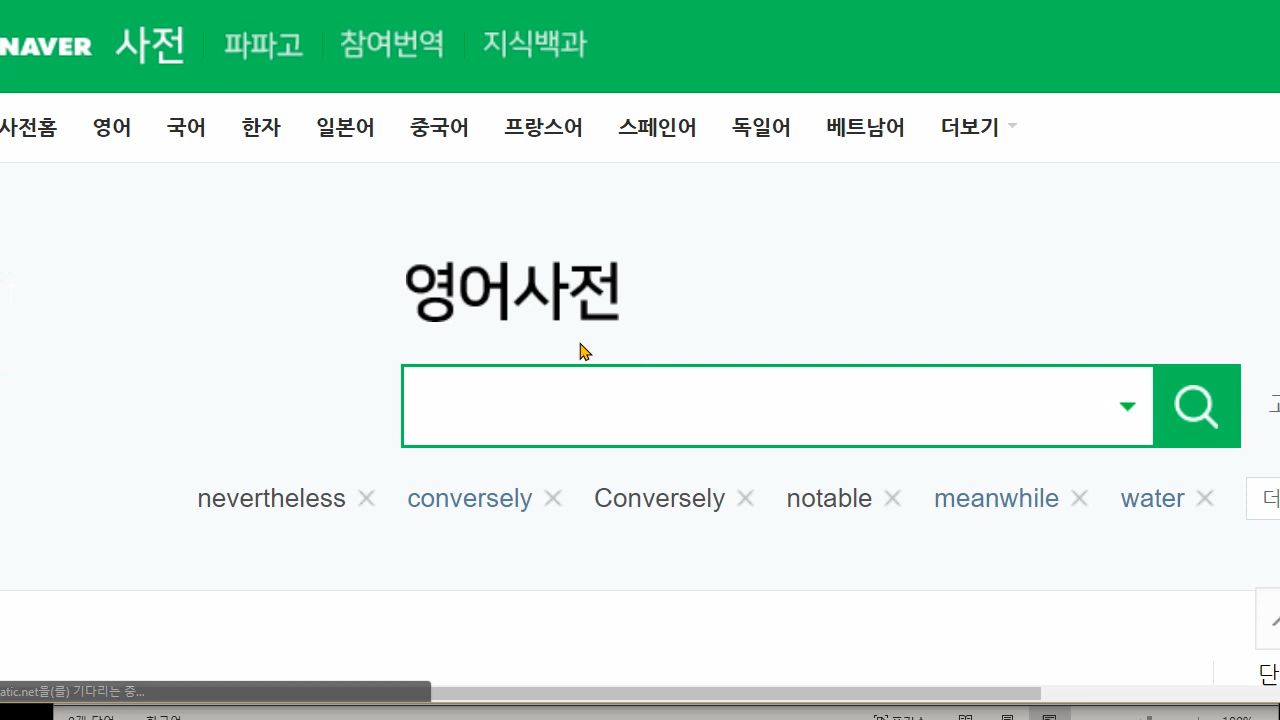 NAVER 사전 파파고 참여번역 지식백과
사전홈 영어 국어 한자 일본어 중국어 프랑스어 스페인어 독일어 베트남어 더보기
영어사전
nevertheless conversely Conversely notable meanwhile water 더
단
atic.net을(를) 기다리는 중...